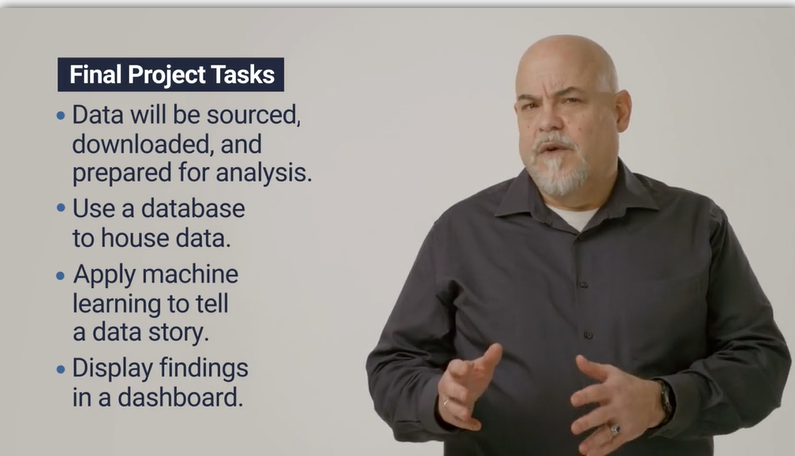 Final Project Tasks
• Data will be sourced,
downloaded, and
prepared for analysis.
• Use a database
to house data.
• Apply machine
learning to tell
a data story.
• Display findings
in a dashboard.